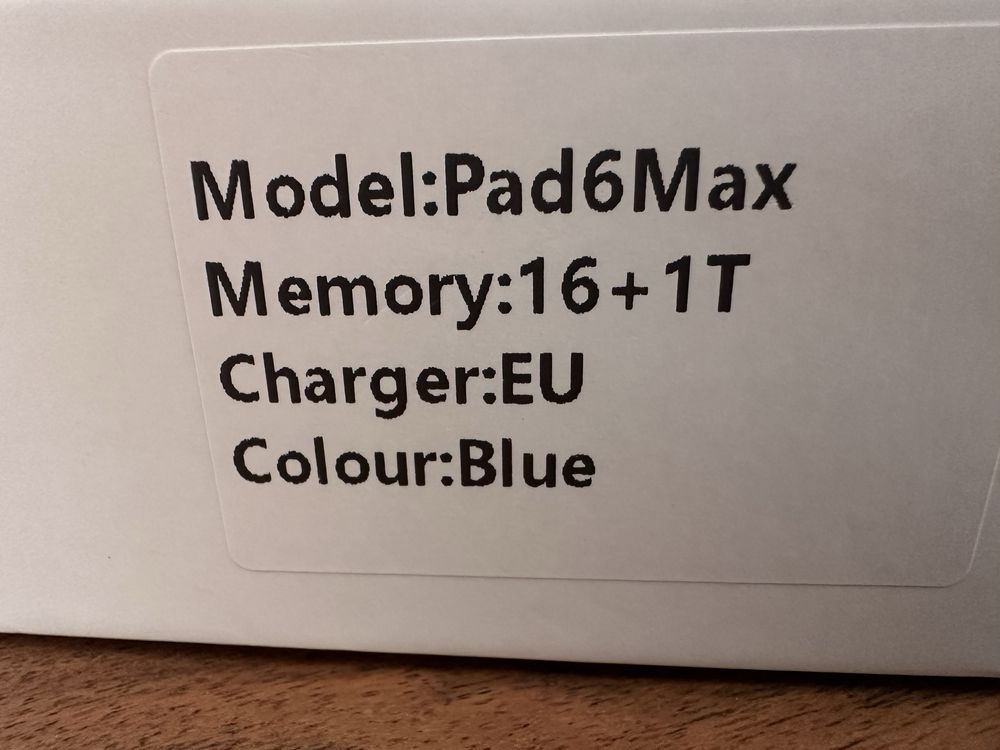 Model:Pad6Max
Memory:16+1T
Charger:EU
Colour:Blue